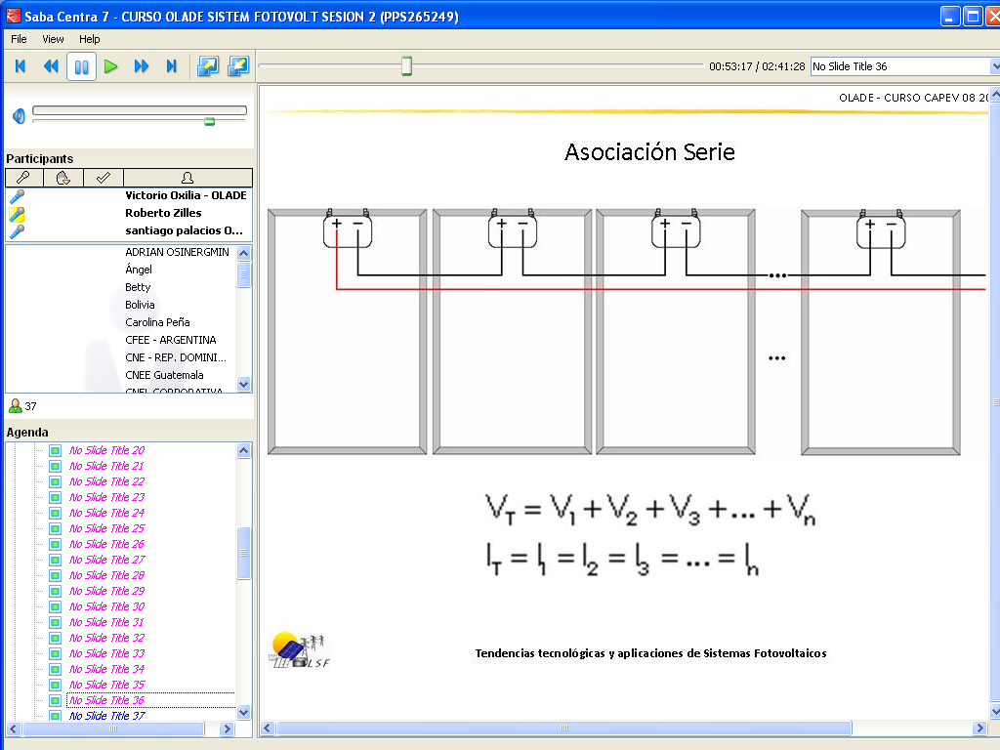 Saba Centra 7 - CURSO OLADE SISTEM FOTOVOLT SESION 2 (PPS265249)
File View Help
00:53:17 / 02:41:28 No Slide Title 36
Participants
Victorio Oxilia - OLADE
Roberto Zilles
santiago palacios O...
ADRIAN OSINERGMIN
Ángel
Betty
Bolivia
Carolina Peña
CFEE - ARGENTINA
CNE - REP. DOMINI...
CNEE Guatemala
CNEL CORPORATIVA
37
Agenda
No Slide Title 20
No Slide Title 21
No Slide Title 22
No Slide Title 23
No Slide Title 24
No Slide Title 25
No Slide Title 26
No Slide Title 27
No Slide Title 28
No Slide Title 29
No Slide Title 30
No Slide Title 31
No Slide Title 32
No Slide Title 33
No Slide Title 34
No Slide Title 35
No Slide Title 36
No Slide Title 37
OLADE - CURSO CAPEV 08 20
Asociación Serie
+ − + − + − + −
...
...
V_T = V_1 + V_2 + V_3 + ... + V_n
I_T = I_1 = I_2 = I_3 = ... = I_n
LSF
Tendencias tecnológicas y aplicaciones de Sistemas Fotovoltaicos